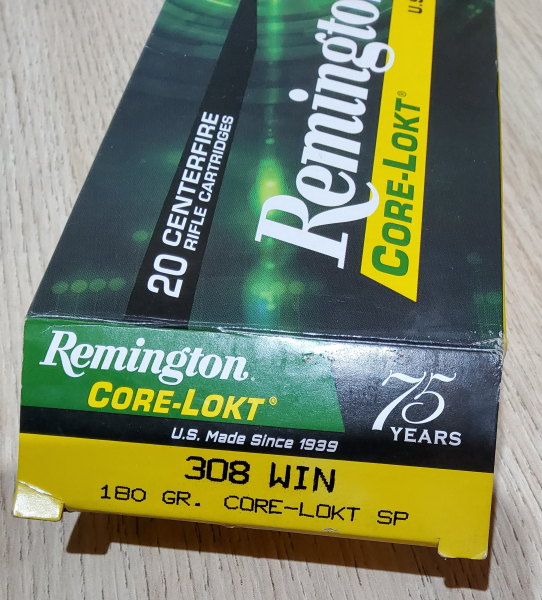 20 CENTERFIRE
RIFLE CARTRIDGES
Remington
CORE-LOKT®
U.S.
Remington®
CORE-LOKT®
U.S. Made Since 1939
75
YEARS
308 WIN
180 GR. CORE-LOKT SP